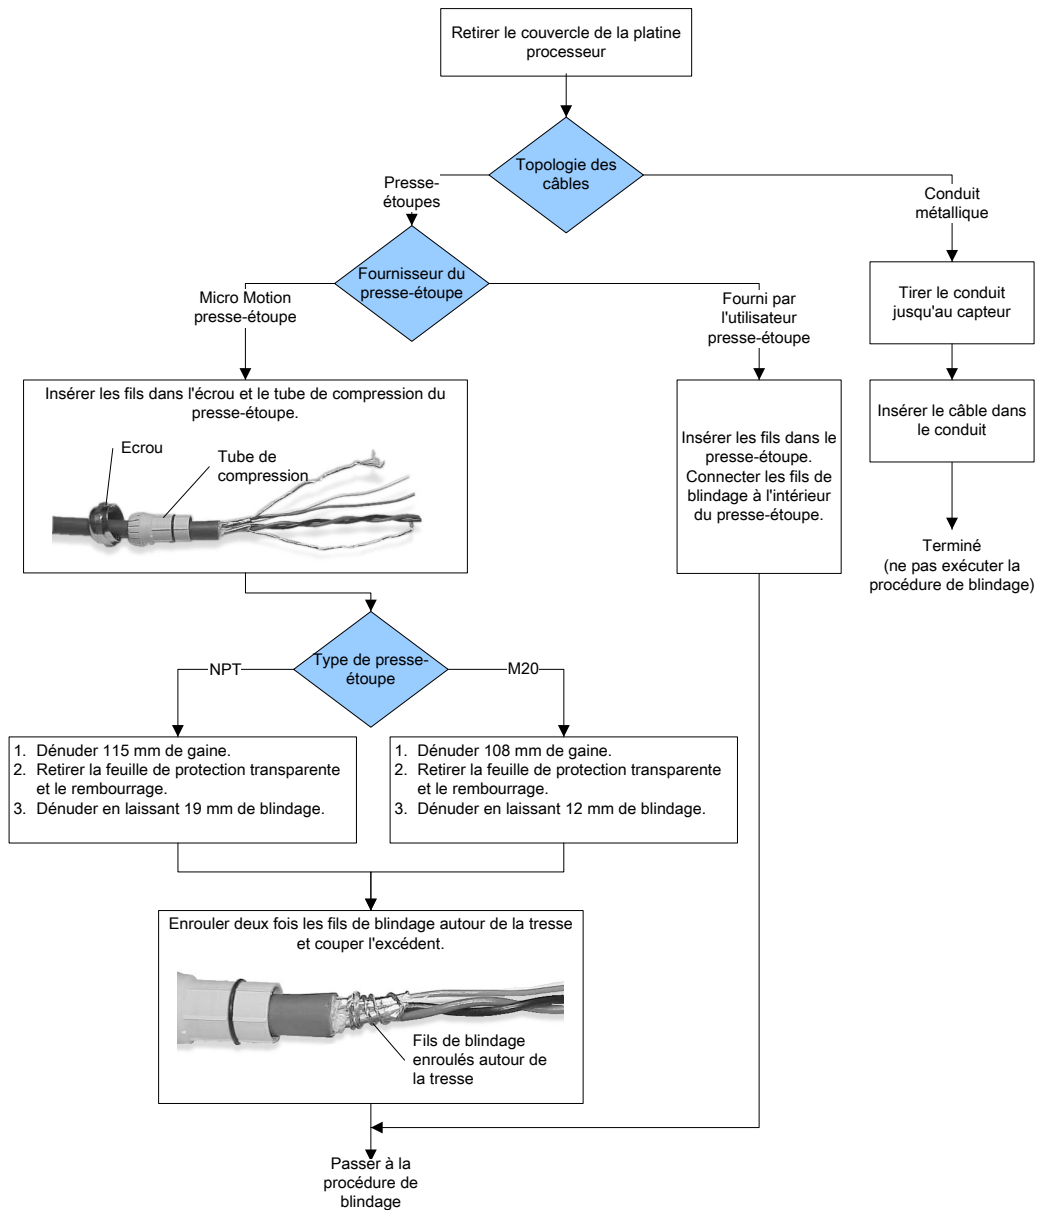 Retirer le couvercle de la platine
processeur
Topologie des
câbles
Presse-
étoupes
Conduit
métallique
Fournisseur du
presse-étoupe
Micro Motion
presse-étoupe
Fourni par
l'utilisateur
presse-étoupe
Tirer le conduit
jusqu'au capteur
Insérer le câble dans
le conduit
Terminé
(ne pas exécuter la
procédure de blindage)
Insérer les fils dans l'écrou et le tube de compression du
presse-étoupe.
Ecrou
Tube de
compression
Insérer les fils dans le
presse-étoupe.
Connecter les fils de
blindage à l'intérieur
du presse-étoupe.
Type de presse-
étoupe
NPT
M20
1. Dénuder 115 mm de gaine.
2. Retirer la feuille de protection transparente
et le rembourrage.
3. Dénuder en laissant 19 mm de blindage.
1. Dénuder 108 mm de gaine.
2. Retirer la feuille de protection transparente
et le rembourrage.
3. Dénuder en laissant 12 mm de blindage.
Enrouler deux fois les fils de blindage autour de la tresse
et couper l'excédent.
Fils de blindage
enroulés autour de
la tresse
Passer à la
procédure de
blindage